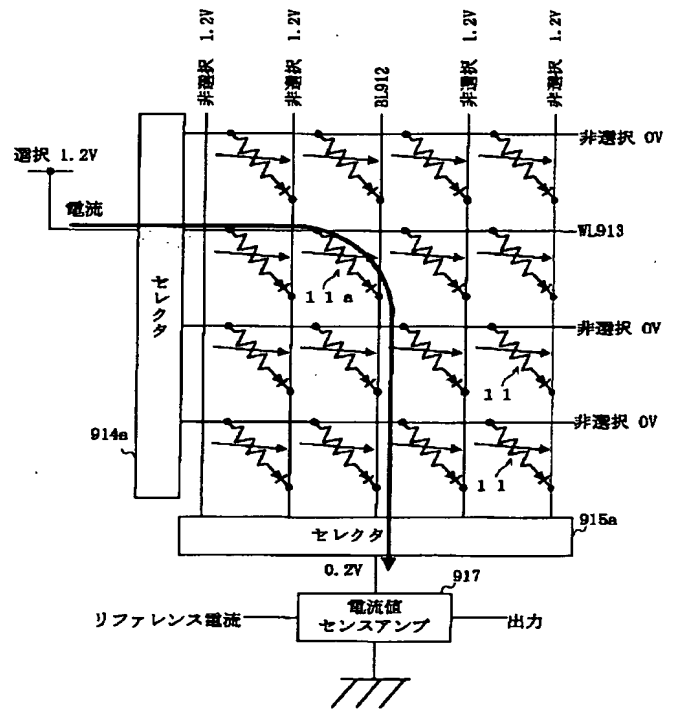 非選択 1.2V
非選択 1.2V
BL912
非選択 1.2V
非選択 1.2V
選択 1.2V
電流
非選択 0V
WL913
11a
セレクタ
非選択 0V
11
914a
非選択 0V
11
セレクタ
915a
0.2V
917
リファレンス電流
電流値
センスアンプ
出力